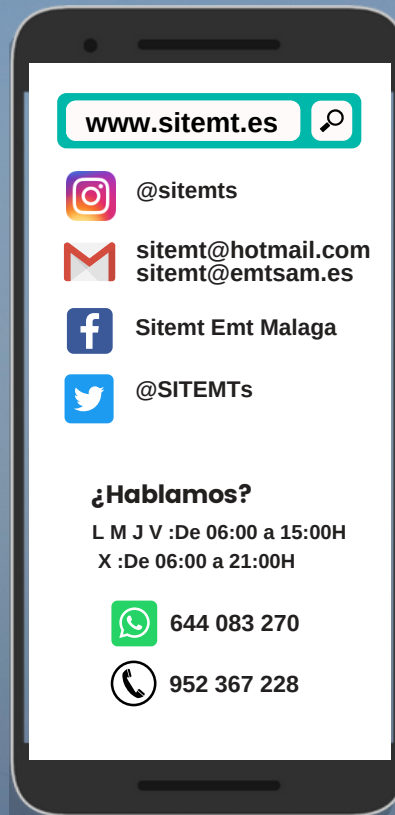 www.sitemt.es
@sitemts
sitemt@hotmail.com
sitemt@emtsam.es
Sitemt Emt Malaga
@SITEMTs
¿Hablamos?
L M J V :De 06:00 a 15:00H
X :De 06:00 a 21:00H
644 083 270
952 367 228